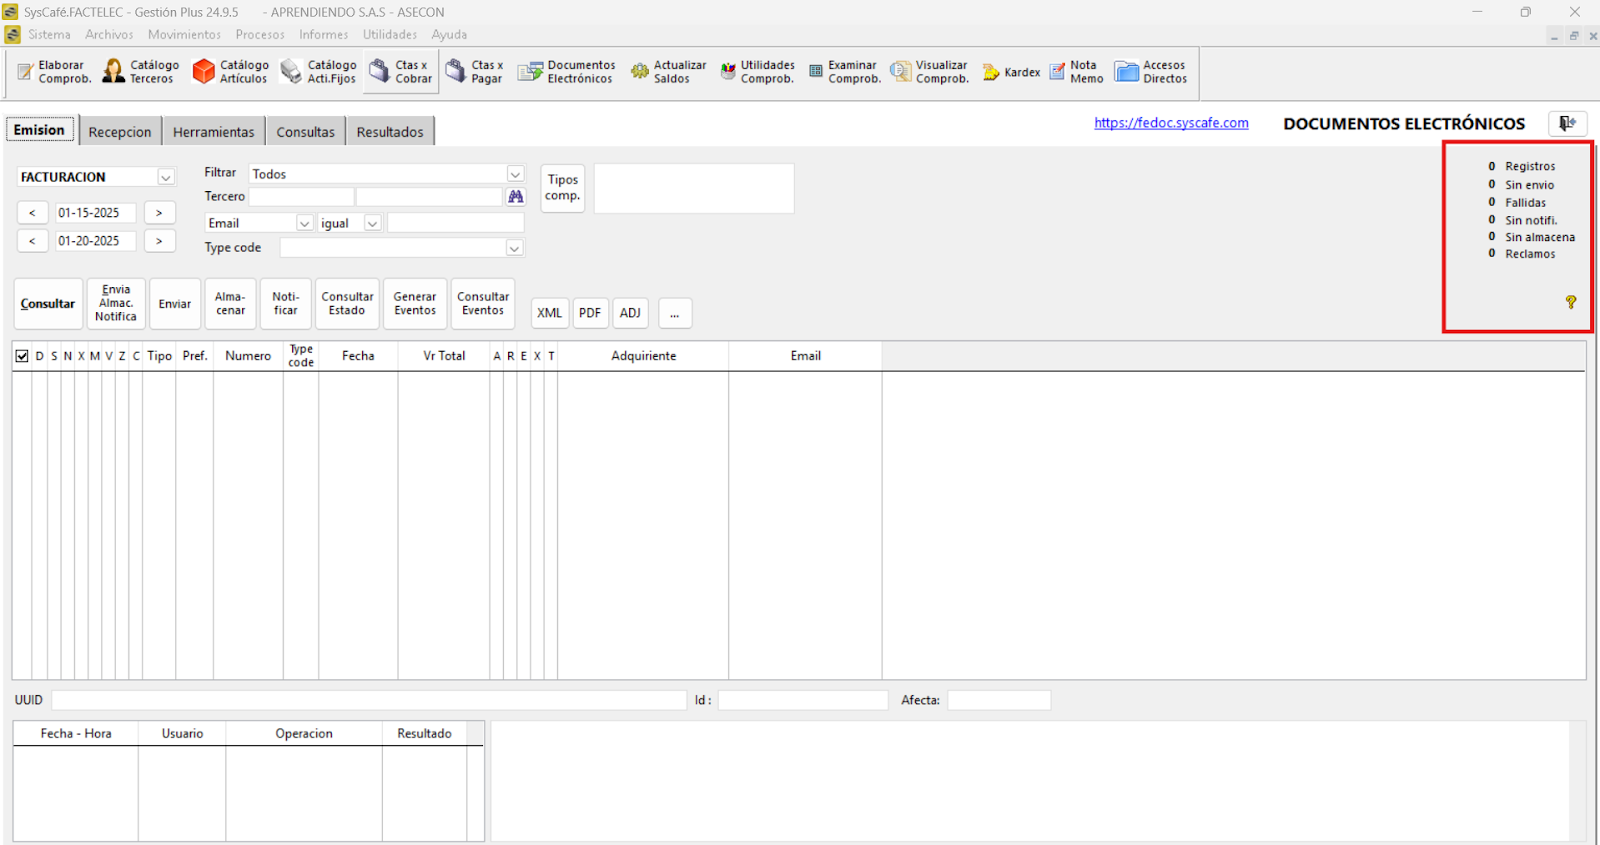 SysCafé.FACTELEC - Gestión Plus 24.9.5 - APRENDIENDO S.A.S - ASECON
Sistema Archivos Movimientos Procesos Informes Utilidades Ayuda
Elaborar Comprob.
Catálogo Terceros
Catálogo Artículos
Catálogo Acti.Fijos
Ctas x Cobrar
Ctas x Pagar
Documentos Electrónicos
Actualizar Saldos
Utilidades Comprob.
Examinar Comprob.
Visualizar Comprob.
Kardex
Nota Memo
Accesos Directos
Emision Recepcion Herramientas Consultas Resultados
https://fedoc.syscafe.com DOCUMENTOS ELECTRÓNICOS
FACTURACION
< 01-15-2025 >
< 01-20-2025 >
Filtrar Todos
Tercero
Email igual
Type code
Tipos comp.
0 Registros
0 Sin envio
0 Fallidas
0 Sin notifi.
0 Sin almacena
0 Reclamos
?
Consultar
Envia Almac. Notifica
Enviar
Alma-cenar
Noti-ficar
Consultar Estado
Generar Eventos
Consultar Eventos
XML PDF ADJ ...
D S N X M V Z C Tipo Pref. Numero Type code Fecha Vr Total A R E X T Adquiriente Email
UUID Id : Afecta:
Fecha - Hora Usuario Operacion Resultado